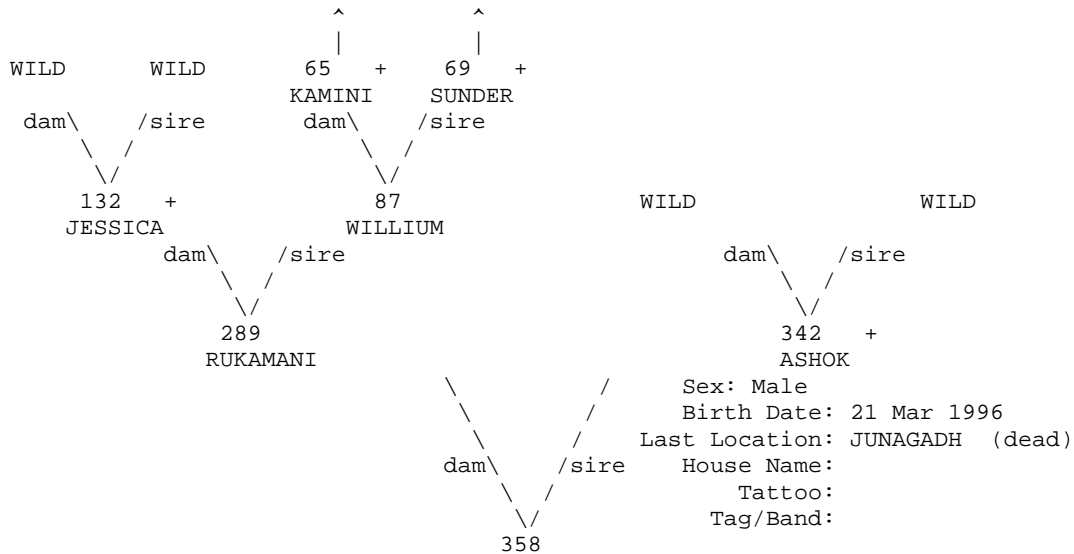 ^ ^
| |
WILD WILD 65 + 69 +
KAMINI SUNDER
dam\ /sire dam\ /sire
\ / \ /
\/ \/
132 + 87 WILD WILD
JESSICA WILLIUM
dam\ /sire dam\ /sire
\ / \ /
\/ \/
289 342 +
RUKAMANI ASHOK
\ / Sex: Male
\ / Birth Date: 21 Mar 1996
\ / Last Location: JUNAGADH (dead)
dam\ /sire House Name:
\ / Tattoo:
\/ Tag/Band:
358